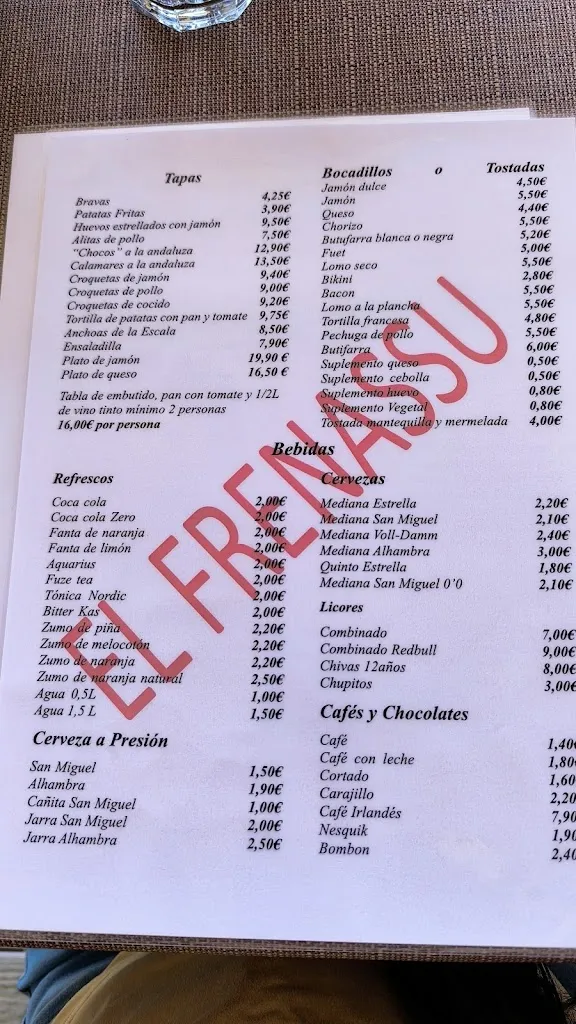 Tapas
Bravas 4,25€
Patatas Fritas 3,90€
Huevos estrellados con jamón 9,50€
Alitas de pollo 7,50€
"Chocos" a la andaluza 12,90€
Calamares a la andaluza 13,50€
Croquetas de jamón 9,40€
Croquetas de pollo 9,00€
Croquetas de cocido 9,20€
Tortilla de patatas con pan y tomate 9,75€
Anchoas de la Escala 8,50€
Ensaladilla 7,90€
Plato de jamón 19,90 €
Plato de queso 16,50 €
Tabla de embutido, pan con tomate y 1/2L
de vino tinto mínimo 2 personas
16,00€ por persona
Bocadillos o Tostadas
Jamón dulce 4,50€
Jamón 5,50€
Queso 4,40€
Chorizo 5,50€
Butufarra blanca o negra 5,20€
Fuet 5,00€
Lomo seco 5,50€
Bikini 2,80€
Bacon 5,50€
Lomo a la plancha 5,50€
Tortilla francesa 4,80€
Pechuga de pollo 5,50€
Butifarra 6,00€
Suplemento queso 0,50€
Suplemento cebolla 0,50€
Suplemento huevo 0,80€
Suplemento Vegetal 0,80€
Tostada mantequilla y mermelada 4,00€
EL FRENASSU
Bebidas
Refrescos
Coca cola 2,00€
Coca cola Zero 2,00€
Fanta de naranja 2,00€
Fanta de limón 2,00€
Aquarius 2,00€
Fuze tea 2,00€
Tónica Nordic 2,00€
Bitter Kas 2,00€
Zumo de piña 2,20€
Zumo de melocotón 2,20€
Zumo de naranja 2,20€
Zumo de naranja natural 2,50€
Agua 0,5L 1,00€
Agua 1,5 L 1,50€
Cerveza a Presión
San Miguel 1,50€
Alhambra 1,90€
Cañita San Miguel 1,00€
Jarra San Miguel 2,00€
Jarra Alhambra 2,50€
Cervezas
Mediana Estrella 2,20€
Mediana San Miguel 2,10€
Mediana Voll-Damm 2,40€
Mediana Alhambra 3,00€
Quinto Estrella 1,80€
Mediana San Miguel 0'0 2,10€
Licores
Combinado 7,00€
Combinado Redbull 9,00€
Chivas 12años 8,00€
Chupitos 3,00€
Cafés y Chocolates
Café 1,40€
Café con leche 1,80
Cortado 1,60
Carajillo 2,20
Café Irlandés 7,90
Nesquik 1,90
Bombon 2,40